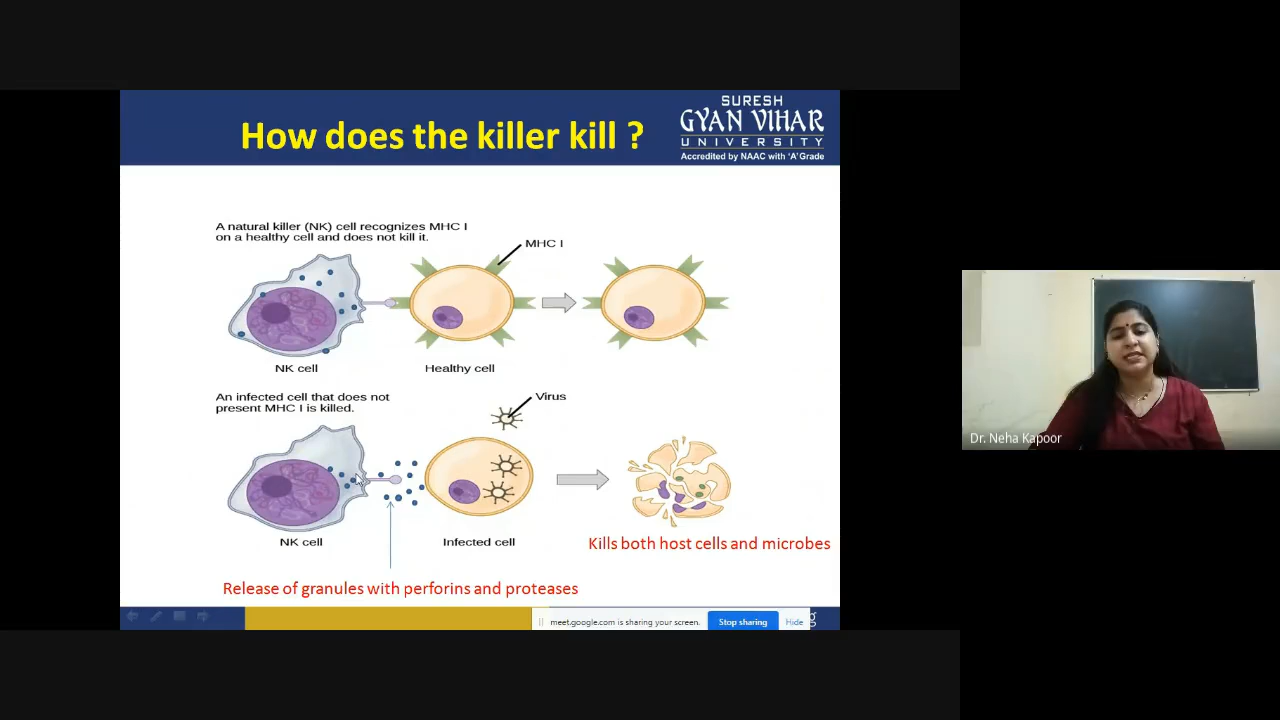 How does the killer kill ?
SURESH
GYAN VIHAR
UNIVERSITY
Accredited by NAAC with 'A' Grade
A natural killer (NK) cell recognizes MHC I
on a healthy cell and does not kill it.
MHC I
NK cell
Healthy cell
An infected cell that does not
present MHC I is killed.
Virus
NK cell
Infected cell
Kills both host cells and microbes
Release of granules with perforins and proteases
meet.google.com is sharing your screen.
Stop sharing
Hide
Dr. Neha Kapoor